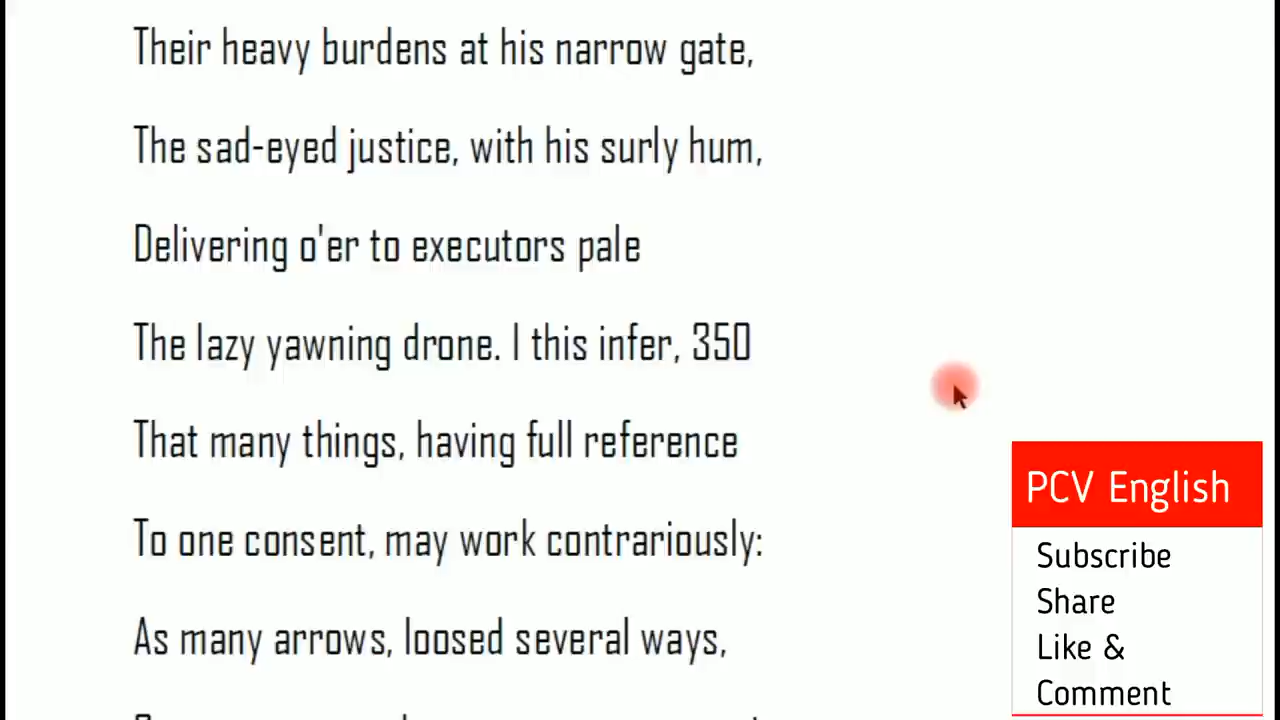 Their heavy burdens at his narrow gate,
The sad-eyed justice, with his surly hum,
Delivering o'er to executors pale
The lazy yawning drone. I this infer, 350
That many things, having full reference
To one consent, may work contrariously:
As many arrows, loosed several ways,
PCV English
Subscribe
Share
Like &
Comment